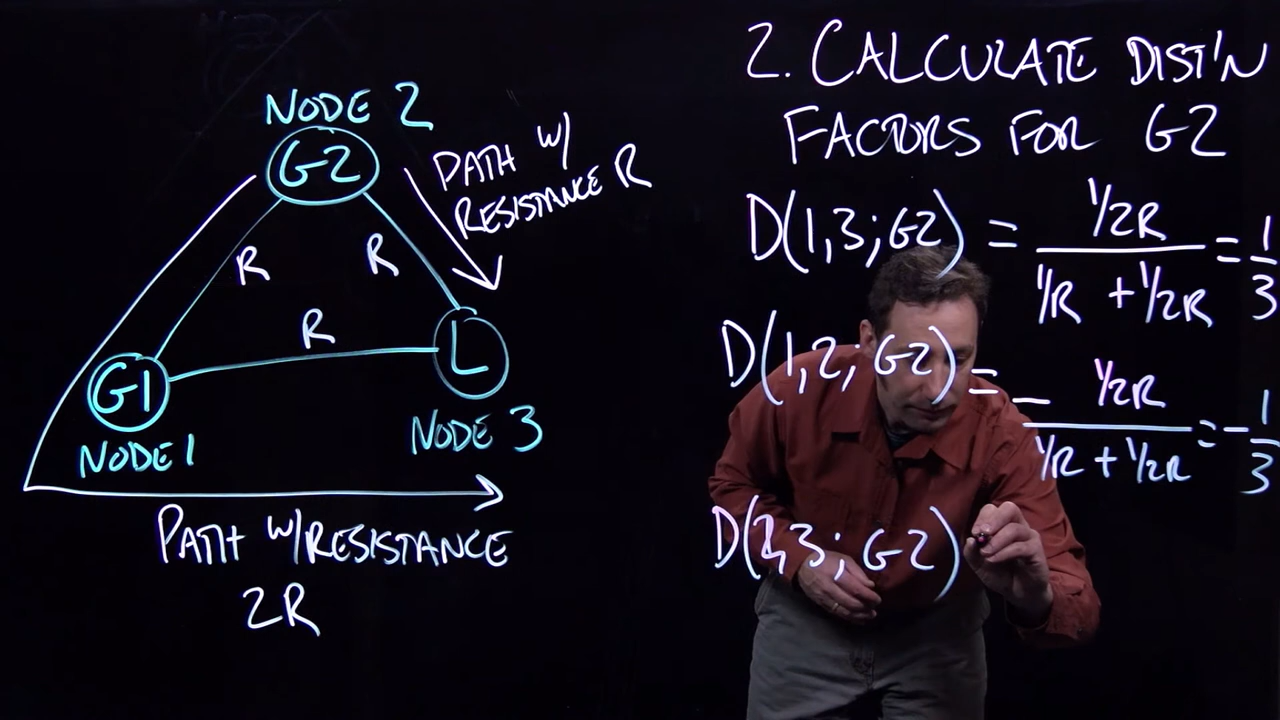 NODE 2
G2
PATH W/
RESISTANCE R
R
R
R
G1
L
NODE 1
NODE 3
PATH W/RESISTANCE
2R
2. CALCULATE DIST'N
FACTORS FOR G2
D(1,3;G2) = 1/2R / 1/R + 1/2R = 1/3
D(1,2;G2) = - 1/2R / 1/R + 1/2R = - 1/3
D(2,3;G2)